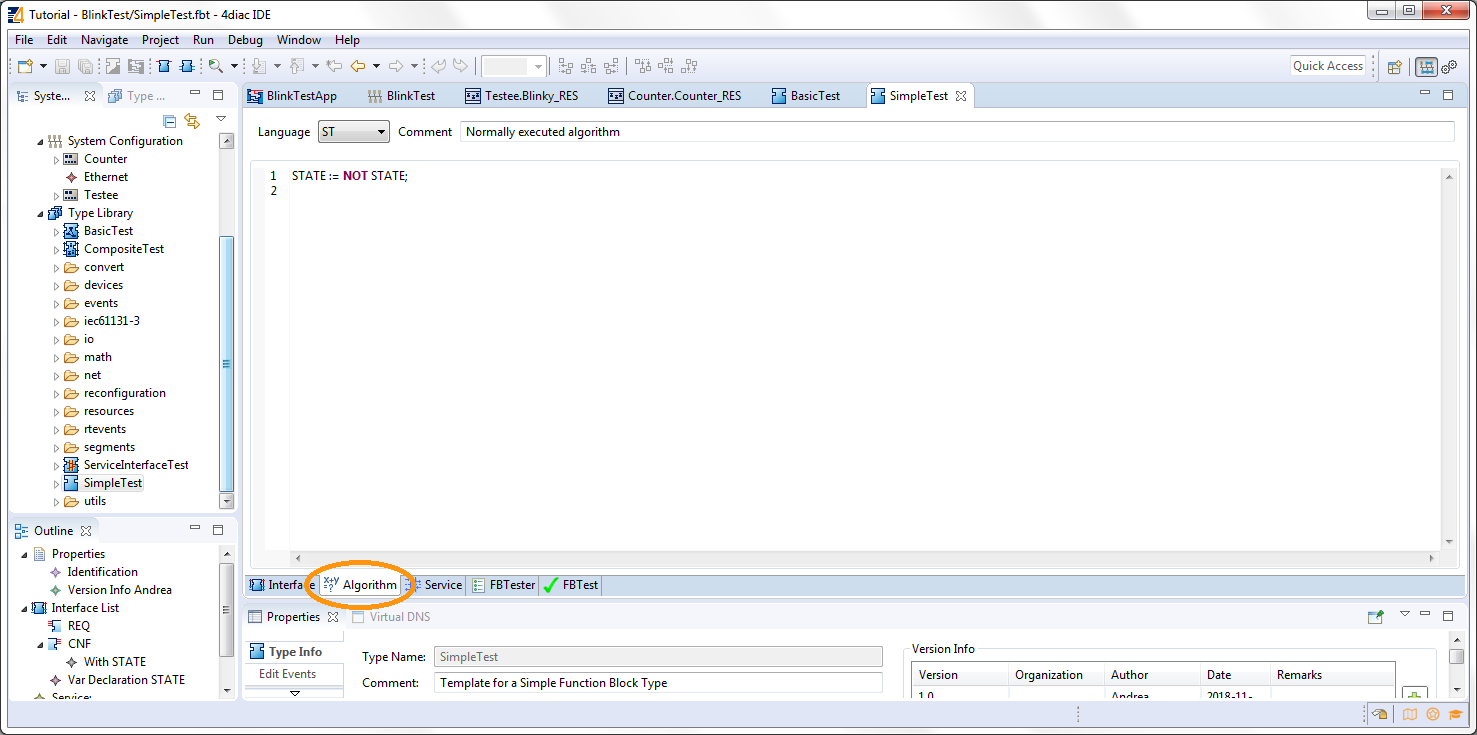 Tutorial - BlinkTest/SimpleTest.fbt - 4diac IDE
File Edit Navigate Project Run Debug Window Help
Quick Access
Syste... Type ...
BlinkTestApp BlinkTest Testee.Blinky_RES Counter.Counter_RES BasicTest SimpleTest
System Configuration
Counter
Ethernet
Testee
Type Library
BasicTest
CompositeTest
convert
devices
events
iec61131-3
io
math
net
reconfiguration
resources
rtevents
segments
ServiceInterfaceTest
SimpleTest
utils
Language ST Comment Normally executed algorithm
1 STATE := NOT STATE;
2
Interface Algorithm Service FBTester FBTest
Outline
Properties
Identification
Version Info Andrea
Interface List
REQ
CNF
With STATE
Var Declaration STATE
Service:
Properties Virtual DNS
Type Info
Edit Events
Type Name: SimpleTest
Comment: Template for a Simple Function Block Type
Version Info
Version Organization Author Date Remarks
1.0 Andrea 2018-11-